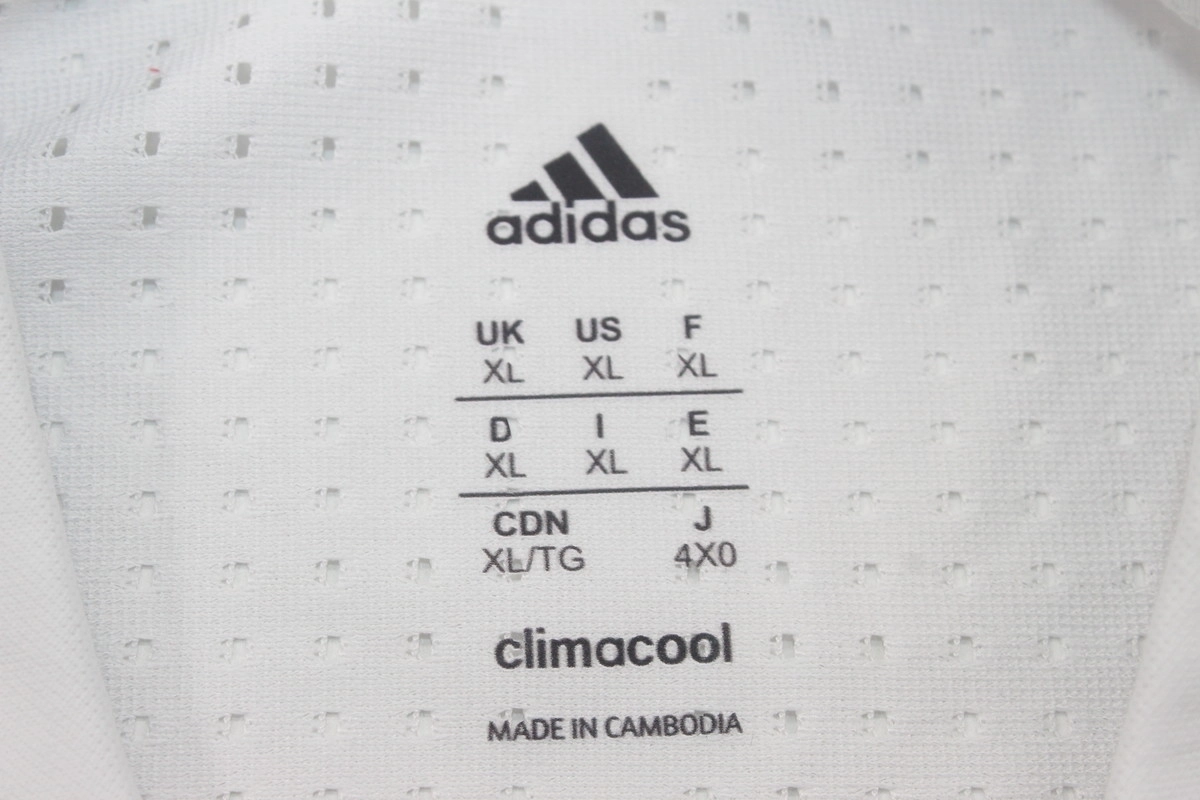 adidas
UK US F
XL XL XL
D I E
XL XL XL
CDN J
XL/TG 4X0
climacool
MADE IN CAMBODIA